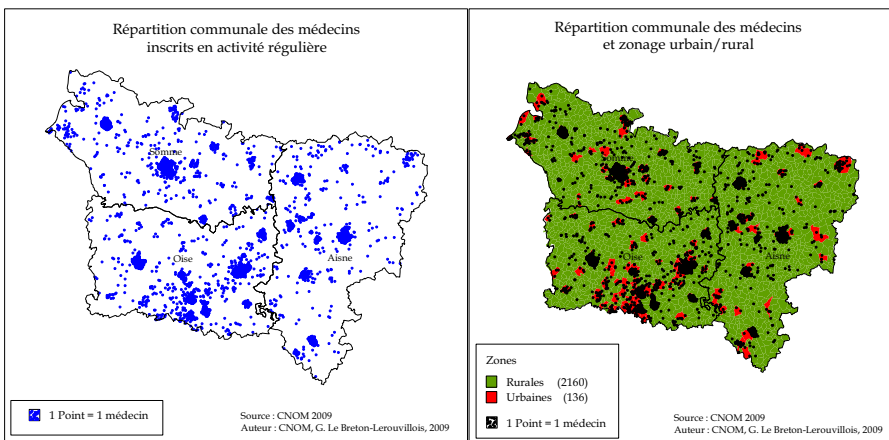 Répartition communale des médecins
inscrits en activité régulière
Somme
Oise
Aisne
1 Point = 1 médecin
Source : CNOM 2009
Auteur : CNOM, G. Le Breton-Lerouvillois, 2009
Répartition communale des médecins
et zonage urbain/rural
Somme
Oise
Aisne
Zones
Rurales (2160)
Urbaines (136)
1 Point = 1 médecin
Source : CNOM 2009
Auteur : CNOM, G. Le Breton-Lerouvillois, 2009